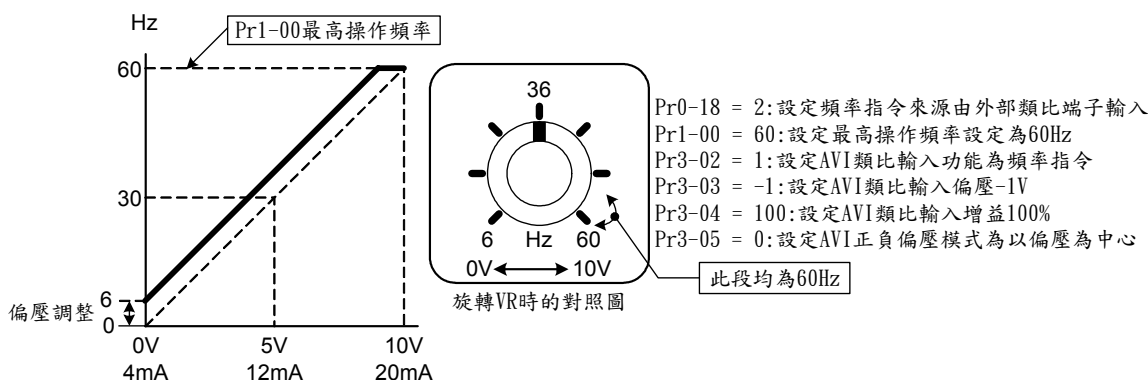 Hz
Pr1-00最高操作頻率
60
30
6
0
偏壓調整
0V
5V
10V
4mA
12mA
20mA
36
6
Hz
60
0V
10V
旋轉VR時的對照圖
此段均為60Hz
Pr0-18 = 2:設定頻率指令來源由外部類比端子輸入
Pr1-00 = 60:設定最高操作頻率設定為60Hz
Pr3-02 = 1:設定AVI類比輸入功能為頻率指令
Pr3-03 = -1:設定AVI類比輸入偏壓-1V
Pr3-04 = 100:設定AVI類比輸入增益100%
Pr3-05 = 0:設定AVI正負偏壓模式為以偏壓為中心